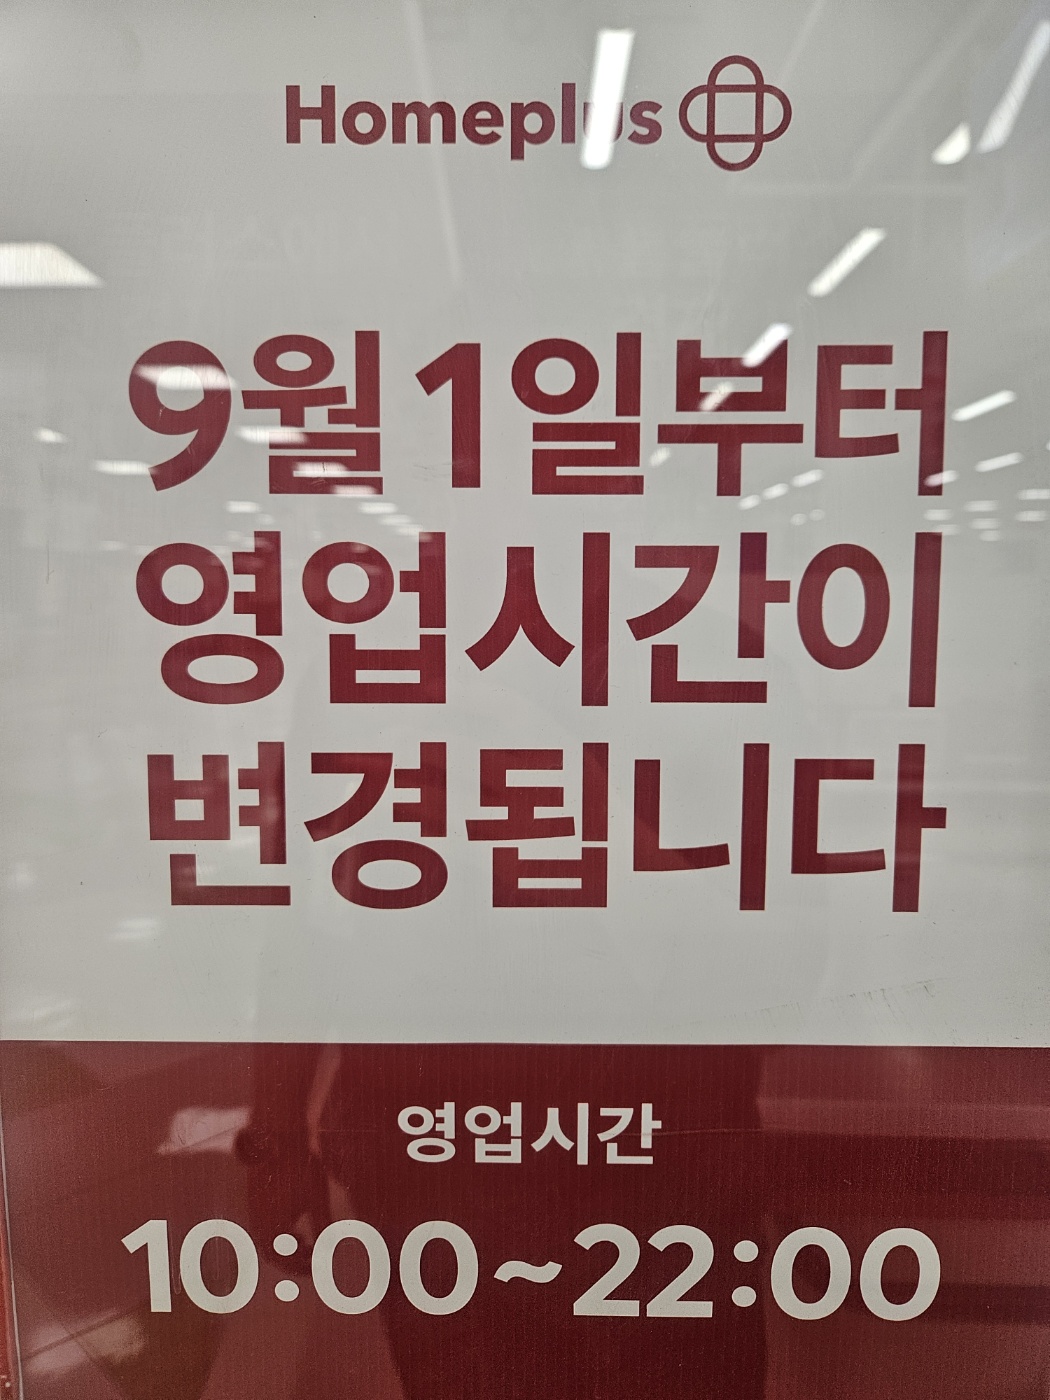 Homeplus
9월 1일부터
영업시간이
변경됩니다
영업시간
10:00~22:00